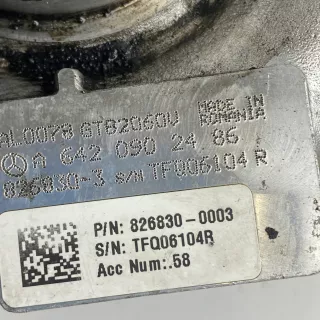 AL0078 GTB2060V
MADE IN
ROMANIA
A 642 090 24 86
826830-3 S/N TFQ06104R
P/N: 826830-0003
S/N: TFQ06104R
Acc Num:.58